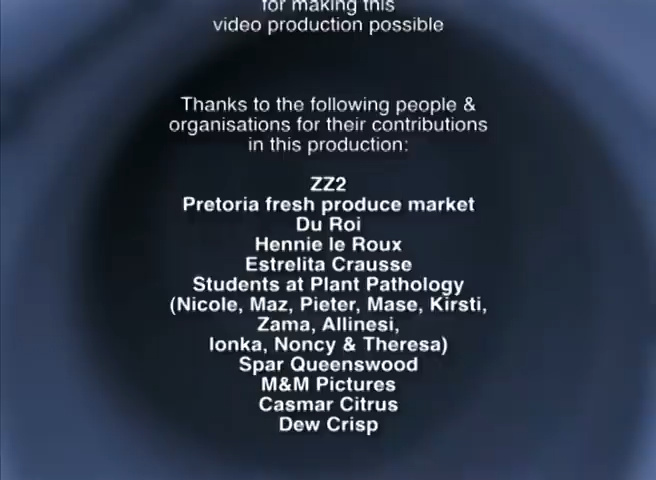 for making this
video production possible
Thanks to the following people &
organisations for their contributions
in this production:
ZZ2
Pretoria fresh produce market
Du Roi
Hennie le Roux
Estrelita Crausse
Students at Plant Pathology
(Nicole, Maz, Pieter, Mase, Kirsti,
Zama, Allinesi,
Ionka, Noncy & Theresa)
Spar Queenswood
M&M Pictures
Casmar Citrus
Dew Crisp